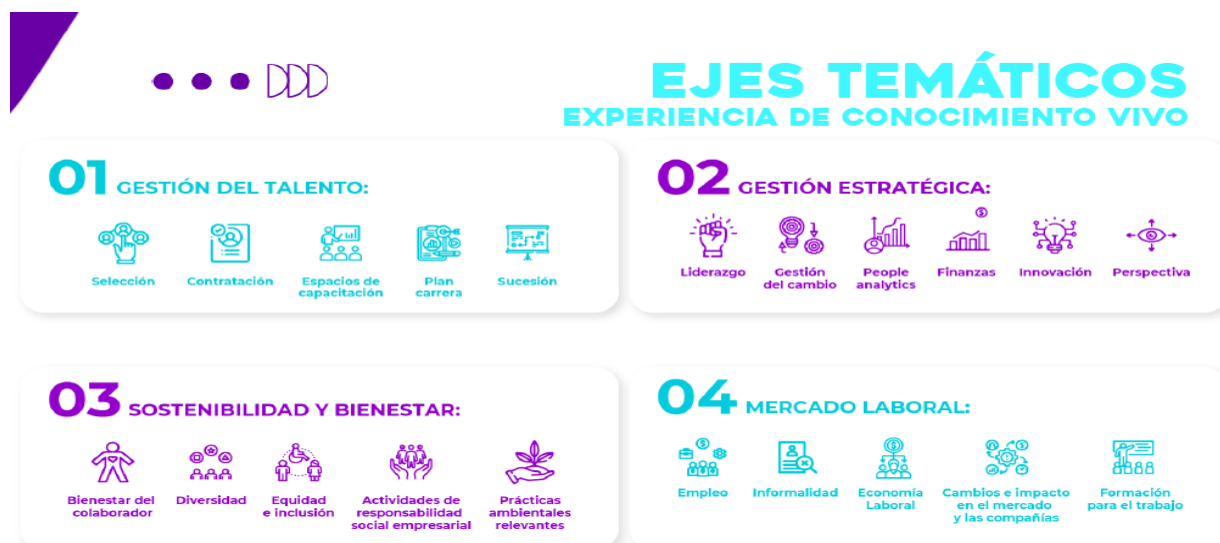 EJES TEMÁTICOS
EXPERIENCIA DE CONOCIMIENTO VIVO
01 GESTIÓN DEL TALENTO:
Selección
Contratación
Espacios de
capacitación
Plan
carrera
Sucesión
02 GESTIÓN ESTRATÉGICA:
Liderazgo
Gestión
del cambio
People
analytics
Finanzas
Innovación
Perspectiva
03 SOSTENIBILIDAD Y BIENESTAR:
Bienestar del
colaborador
Diversidad
Equidad
e inclusión
Actividades de
responsabilidad
social empresarial
Prácticas
ambientales
relevantes
04 MERCADO LABORAL:
Empleo
Informalidad
Economía
Laboral
Cambios e impacto
en el mercado
y las compañías
Formación
para el trabajo